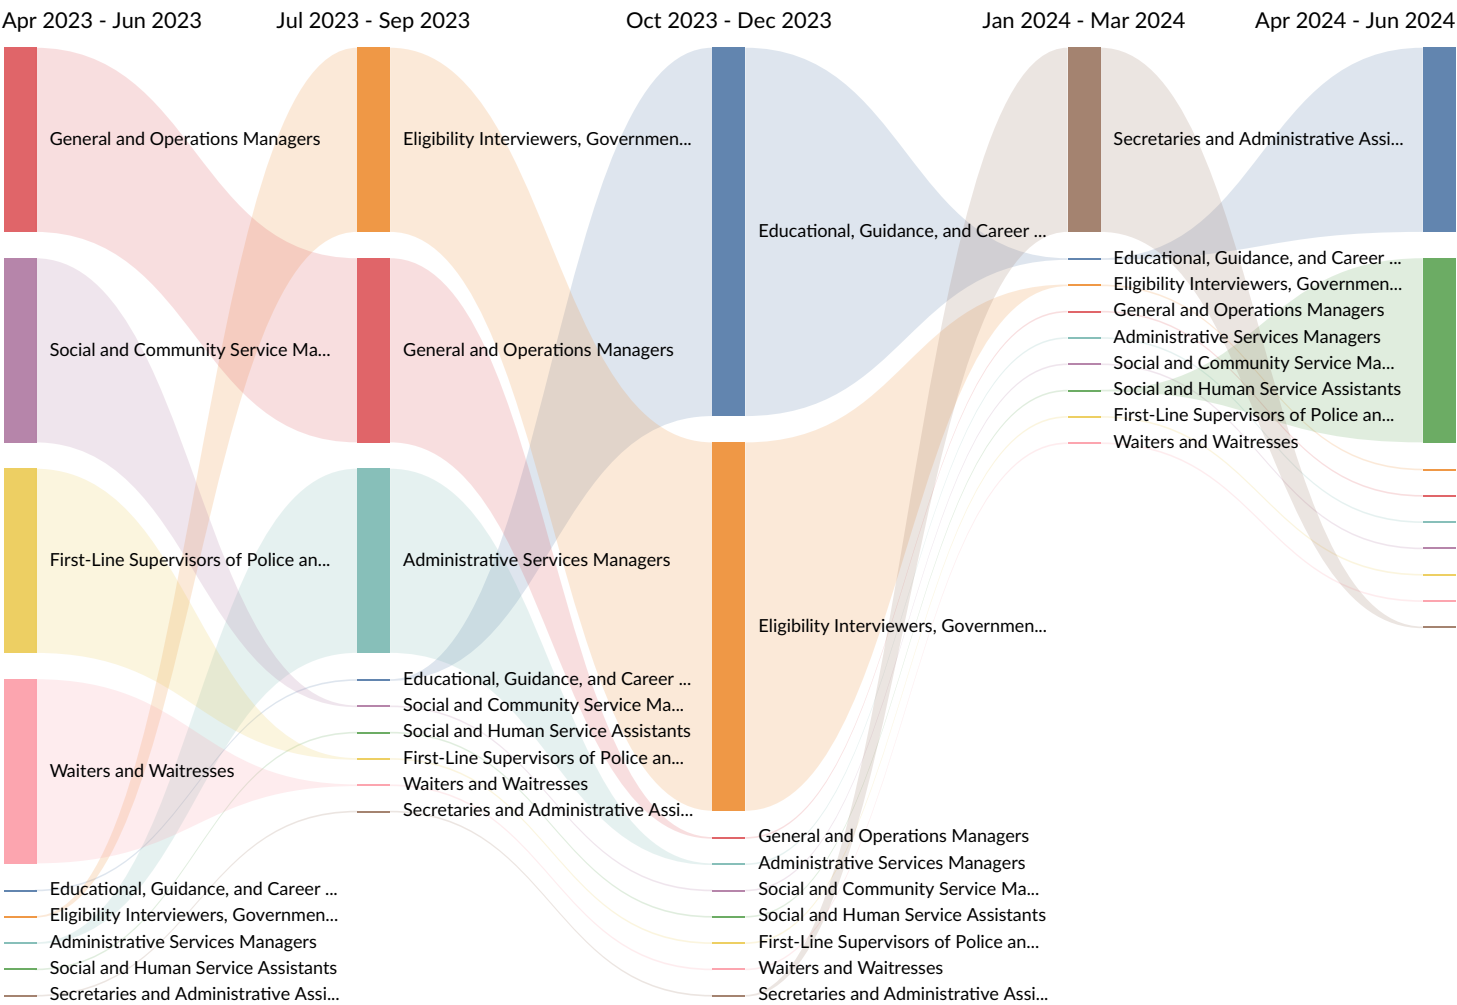 Apr 2023 - Jun 2023
Jul 2023 - Sep 2023
Oct 2023 - Dec 2023
Jan 2024 - Mar 2024
Apr 2024 - Jun 2024
General and Operations Managers
Social and Community Service Ma...
First-Line Supervisors of Police an...
Waiters and Waitresses
Educational, Guidance, and Career ...
Eligibility Interviewers, Governmen...
Administrative Services Managers
Social and Human Service Assistants
Secretaries and Administrative Assi...
Eligibility Interviewers, Governmen...
General and Operations Managers
Administrative Services Managers
Educational, Guidance, and Career ...
Social and Community Service Ma...
Social and Human Service Assistants
First-Line Supervisors of Police an...
Waiters and Waitresses
Secretaries and Administrative Assi...
Educational, Guidance, and Career ...
Eligibility Interviewers, Governmen...
General and Operations Managers
Administrative Services Managers
Social and Community Service Ma...
Social and Human Service Assistants
First-Line Supervisors of Police an...
Waiters and Waitresses
Secretaries and Administrative Assi...
Secretaries and Administrative Assi...
Educational, Guidance, and Career ...
Eligibility Interviewers, Governmen...
General and Operations Managers
Administrative Services Managers
Social and Community Service Ma...
Social and Human Service Assistants
First-Line Supervisors of Police an...
Waiters and Waitresses